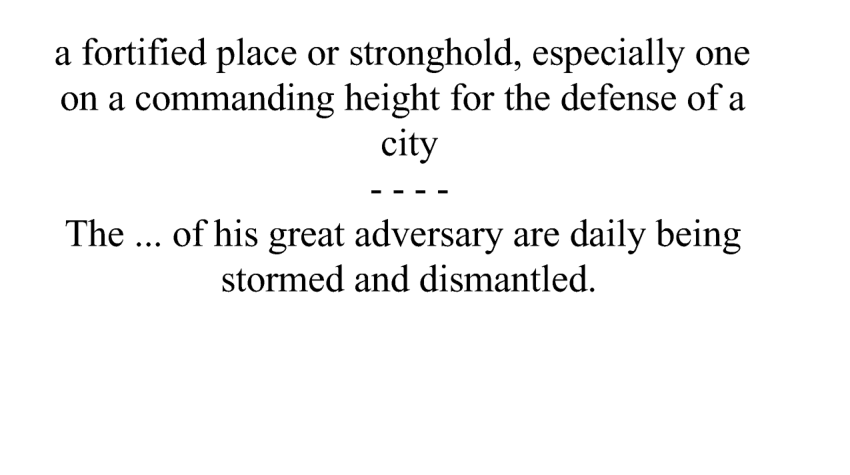 a fortified place or stronghold, especially one
on a commanding height for the defense of a
city
- - - -
The ... of his great adversary are daily being
stormed and dismantled.